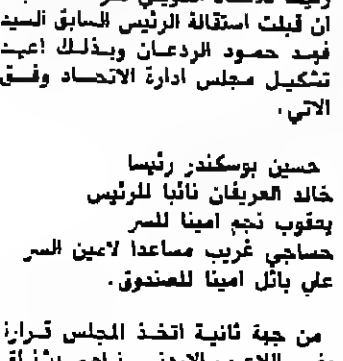 ان قبلت استقالة الرئيس السابق السيد
فهد حمود الردعان وبذلك اعيد
تشكيل مجلس ادارة الاتحاد وفق
الاتي.
حسين بوسكندر رئيسا
خالد العريفان نائبا للرئيس
يعقوب نجم امينا للسر
حساجي غريب مساعدا لامين السر
علي بائل امينا للصندوق.
من جهة ثانية اتخذ المجلس قراره